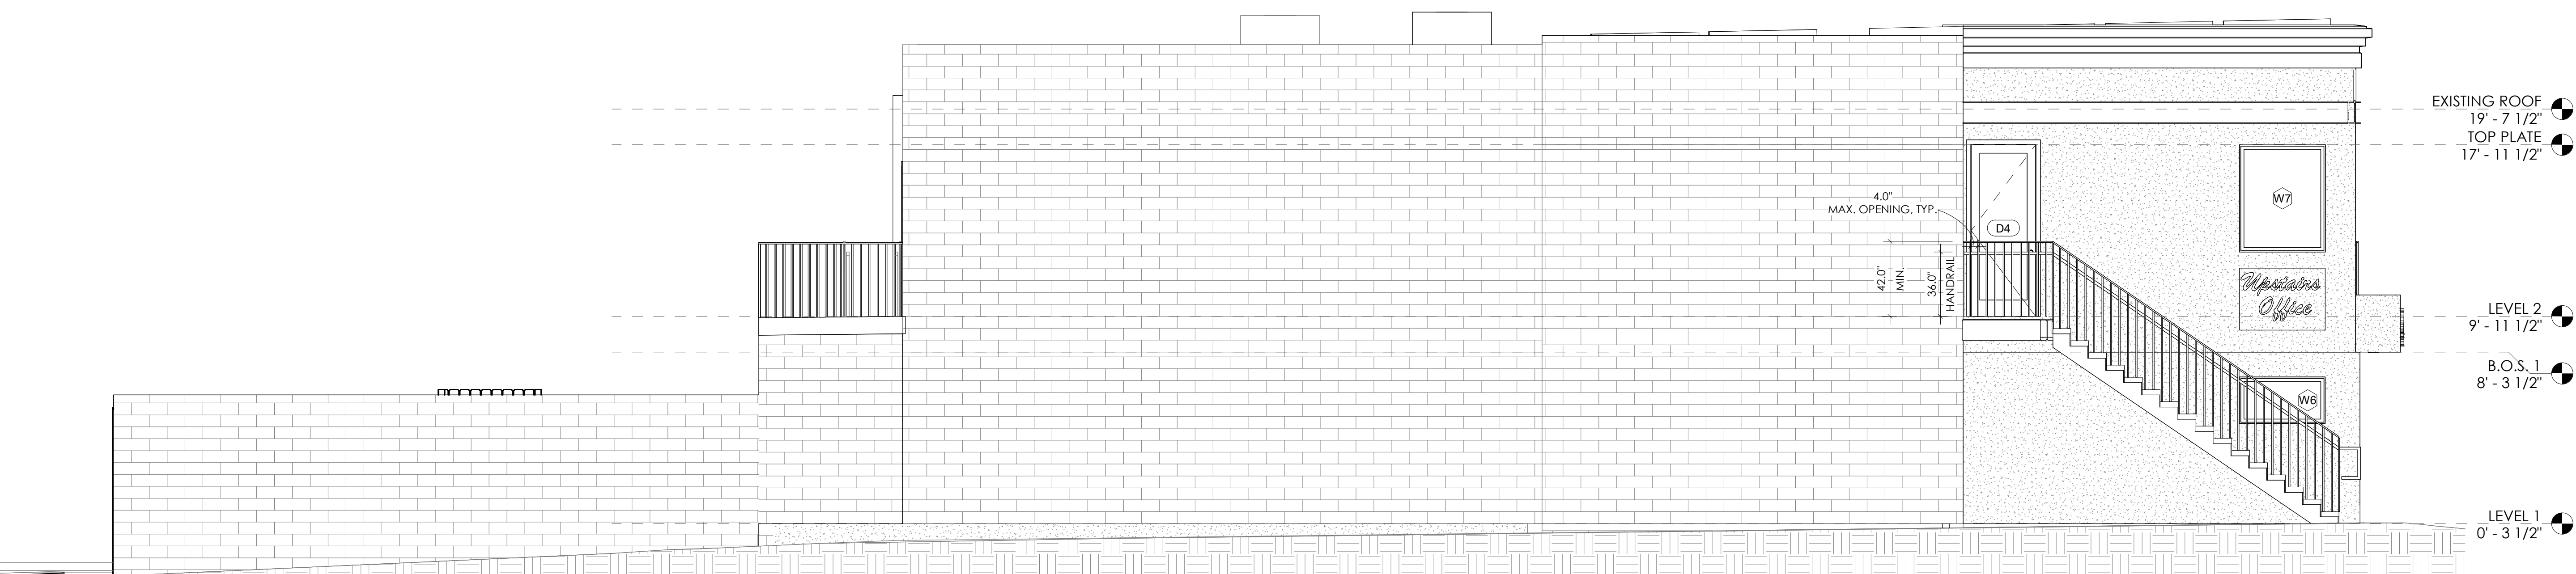 EXISTING ROOF
19' - 7 1/2"
TOP PLATE
17' - 11 1/2"
4.0"
MAX. OPENING, TYP.
W7
D4
42.0"
MIN.
36.0"
HANDRAIL
Upstairs
Office
LEVEL 2
9' - 11 1/2"
B.O.S. 1
8' - 3 1/2"
W6
LEVEL 1
0' - 3 1/2"